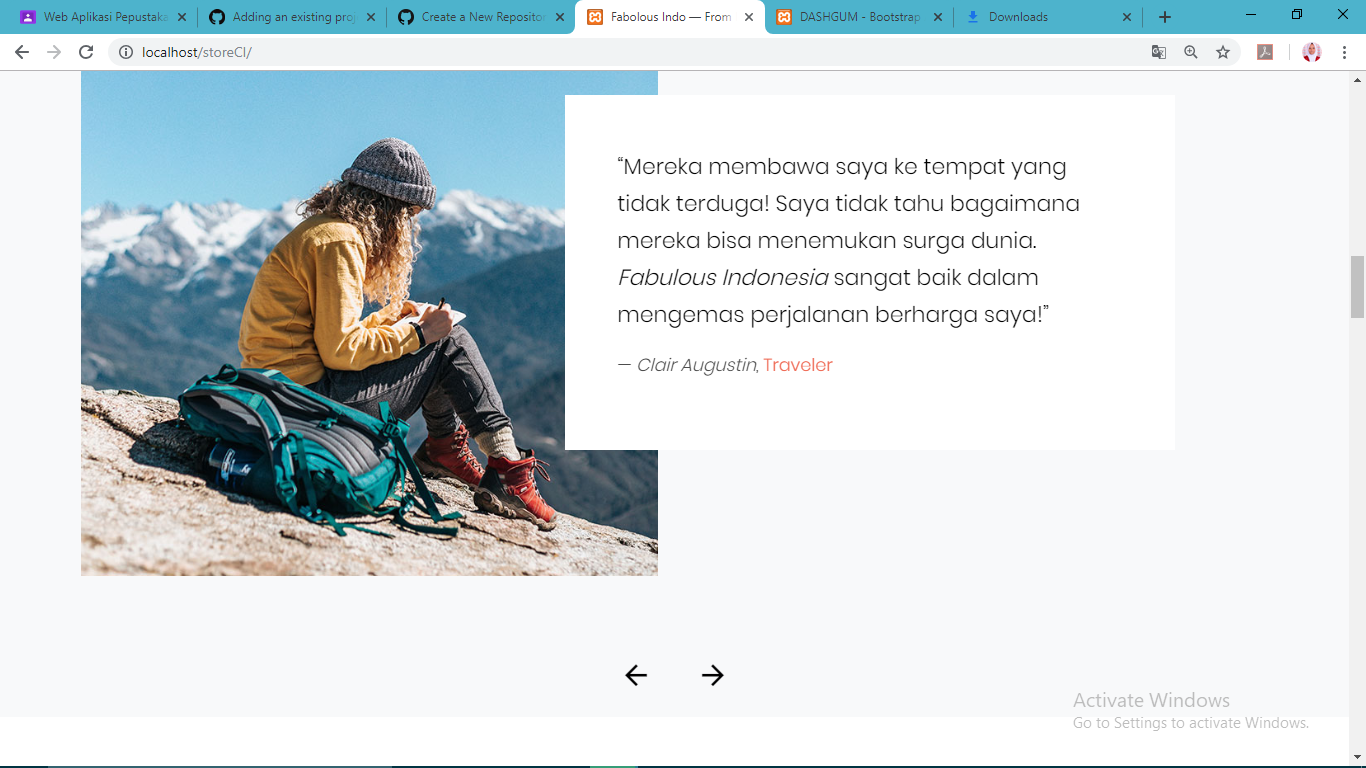 Web Aplikasi Pepustaka
Adding an existing proj
Create a New Repositor
Fabolous Indo — From
DASHGUM - Bootstrap
Downloads
localhost/storeCI/
“Mereka membawa saya ke tempat yang
tidak terduga! Saya tidak tahu bagaimana
mereka bisa menemukan surga dunia.
Fabulous Indonesia sangat baik dalam
mengemas perjalanan berharga saya!”
— Clair Augustin, Traveler
Activate Windows
Go to Settings to activate Windows.